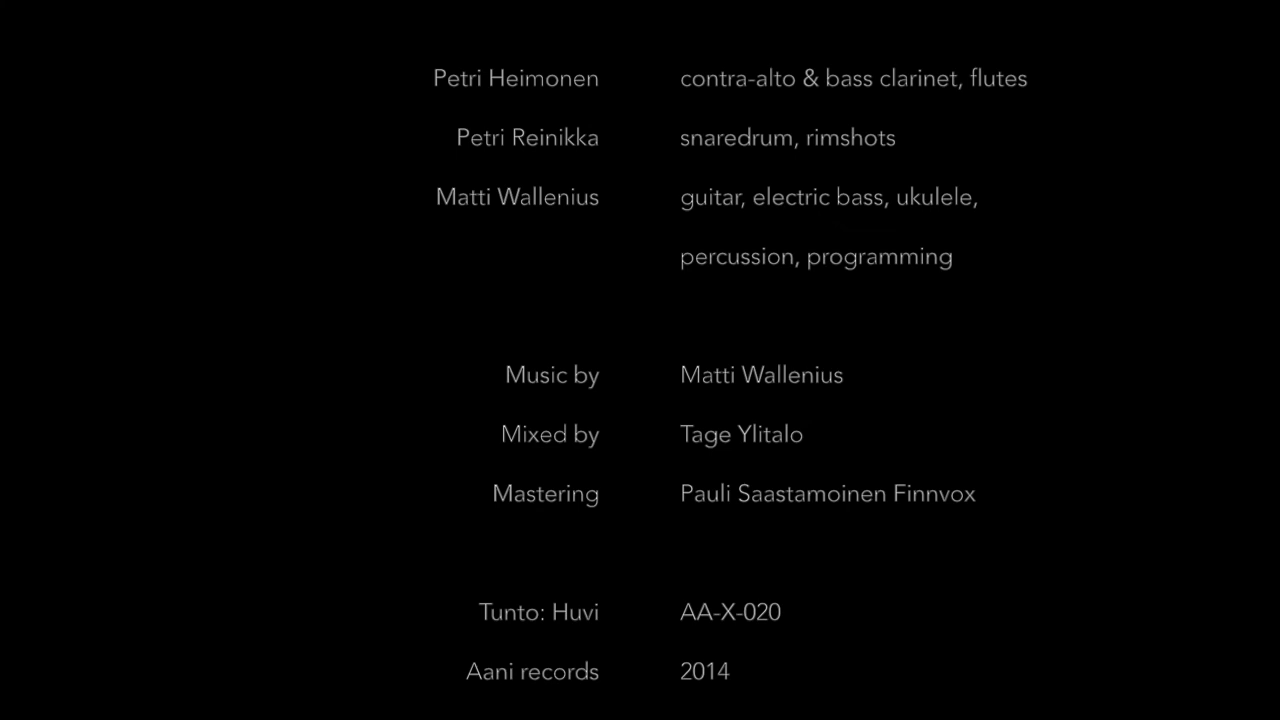 Petri Heimonen contra-alto & bass clarinet, flutes
Petri Reinikka snaredrum, rimshots
Matti Wallenius guitar, electric bass, ukulele,
percussion, programming
Music by Matti Wallenius
Mixed by Tage Ylitalo
Mastering Pauli Saastamoinen Finnvox
Tunto: Huvi AA-X-020
Aani records 2014